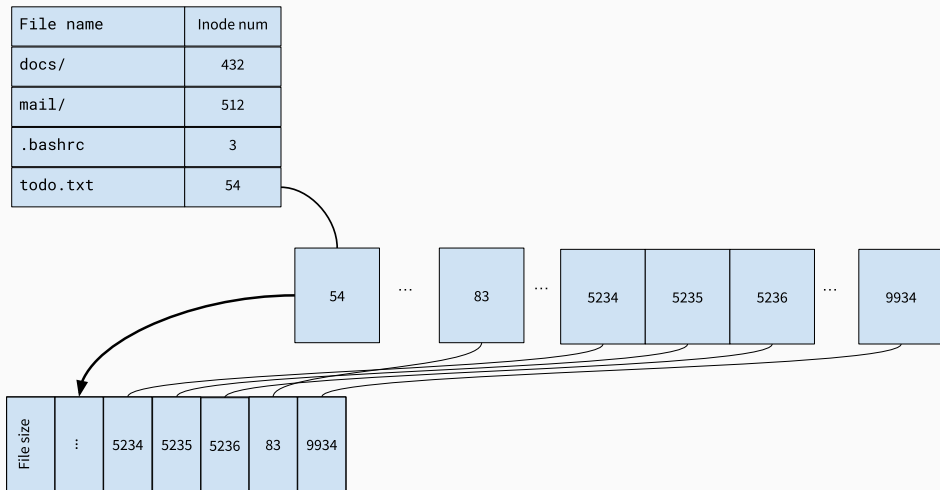 File name Inode num
docs/ 432
mail/ 512
.bashrc 3
todo.txt 54
54 ... 83 ... 5234 5235 5236 ... 9934
File size ... 5234 5235 5236 83 9934